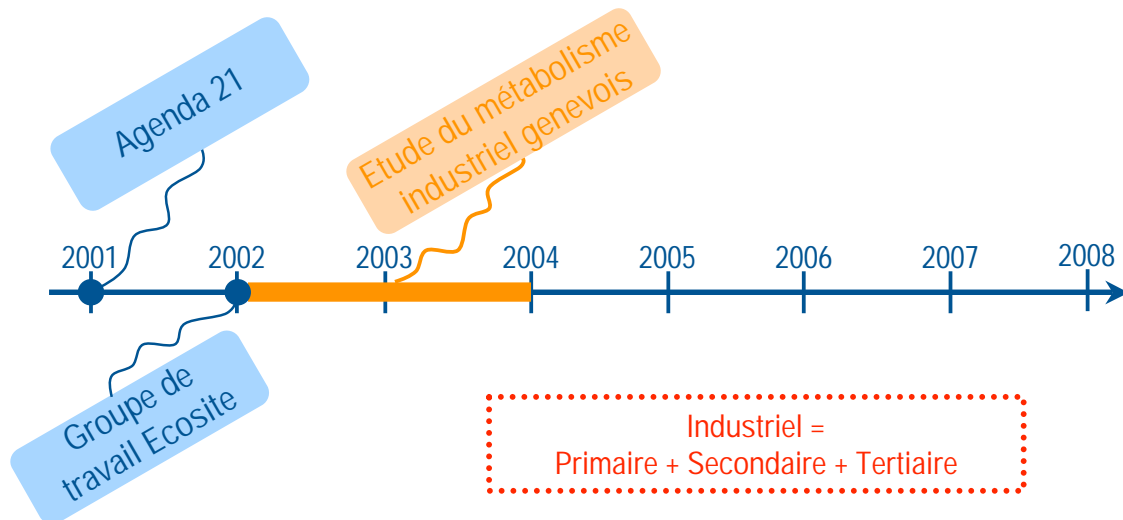 Agenda 21
Etude du métabolisme
industriel genevois
2001 2002 2003 2004 2005 2006 2007 2008
Groupe de
travail Ecosite
Industriel =
Primaire + Secondaire + Tertiaire